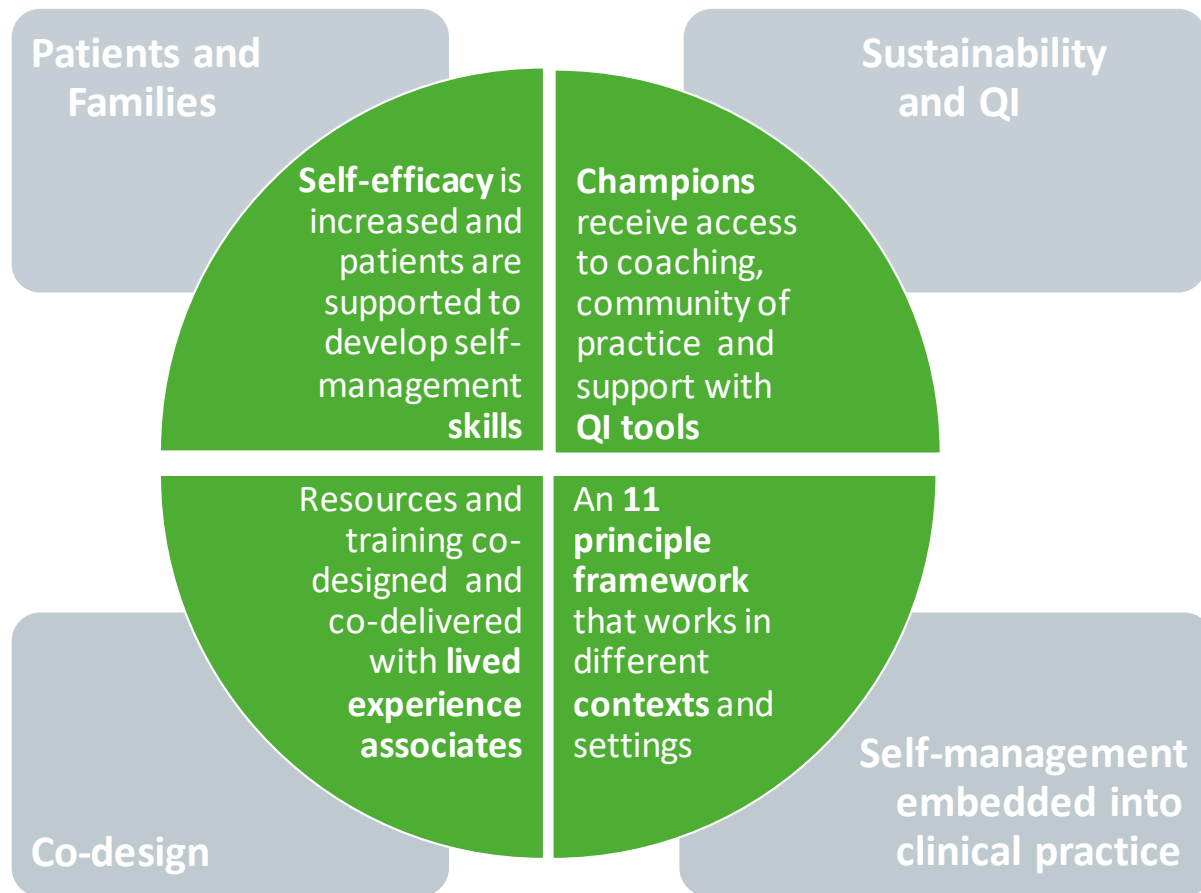 Patients and
Families
Self-efficacy is
increased and
patients are
supported to
develop self-
management
skills
Sustainability
and QI
Champions
receive access
to coaching,
community of
practice and
support with
QI tools
Resources and
training co-
designed and
co-delivered
with lived
experience
associates
Co-design
An 11
principle
framework
that works in
different
contexts and
settings
Self-management
embedded into
clinical practice